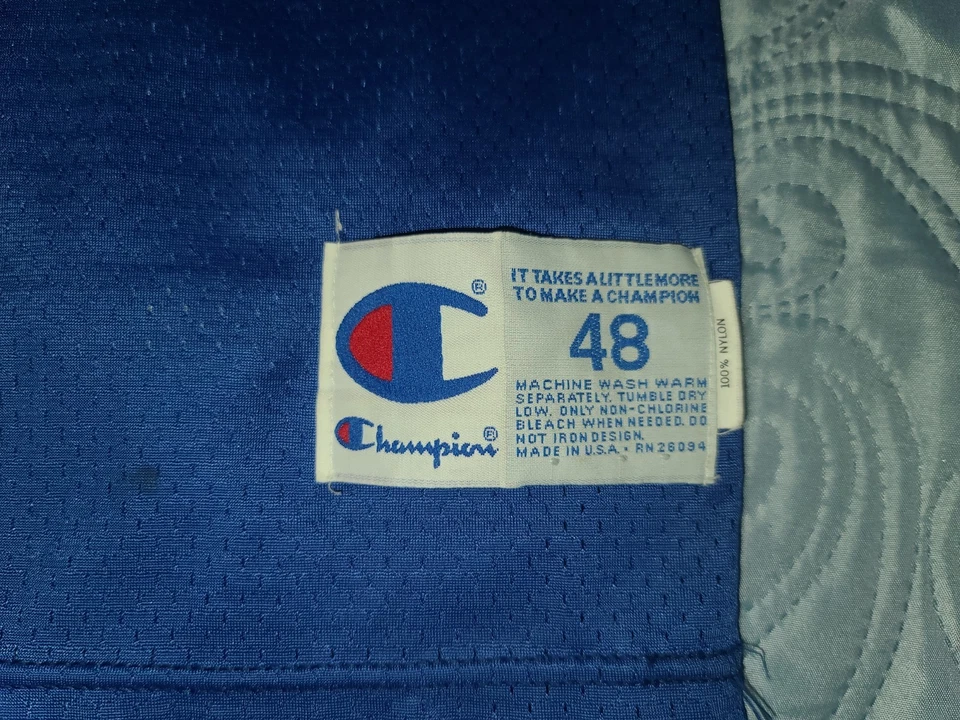 ®
IT TAKES A LITTLE MORE
TO MAKE A CHAMPION
48
MACHINE WASH WARM
SEPARATELY. TUMBLE DRY
LOW. ONLY NON-CHLORINE
BLEACH WHEN NEEDED. DO
NOT IRON DESIGN.
MADE IN U.S.A. • RN 26094
Champion®
100% NYLON